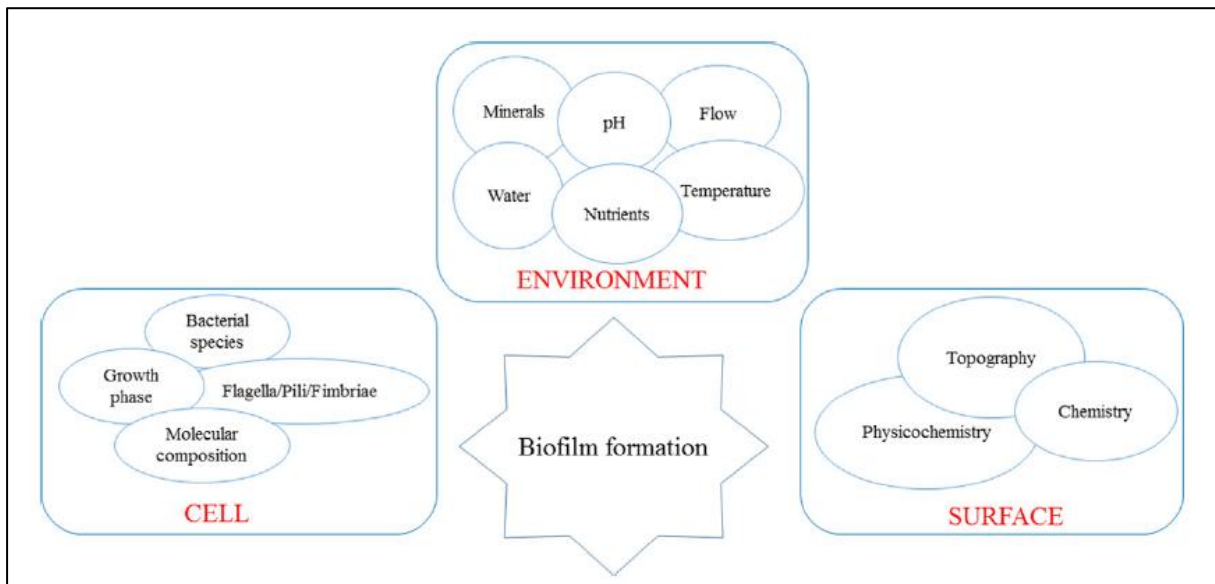 Minerals
pH
Flow
Water
Nutrients
Temperature
ENVIRONMENT
Bacterial
species
Growth
phase
Flagella/Pili/Fimbriae
Molecular
composition
CELL
Biofilm formation
Topography
Chemistry
Physicochemistry
SURFACE